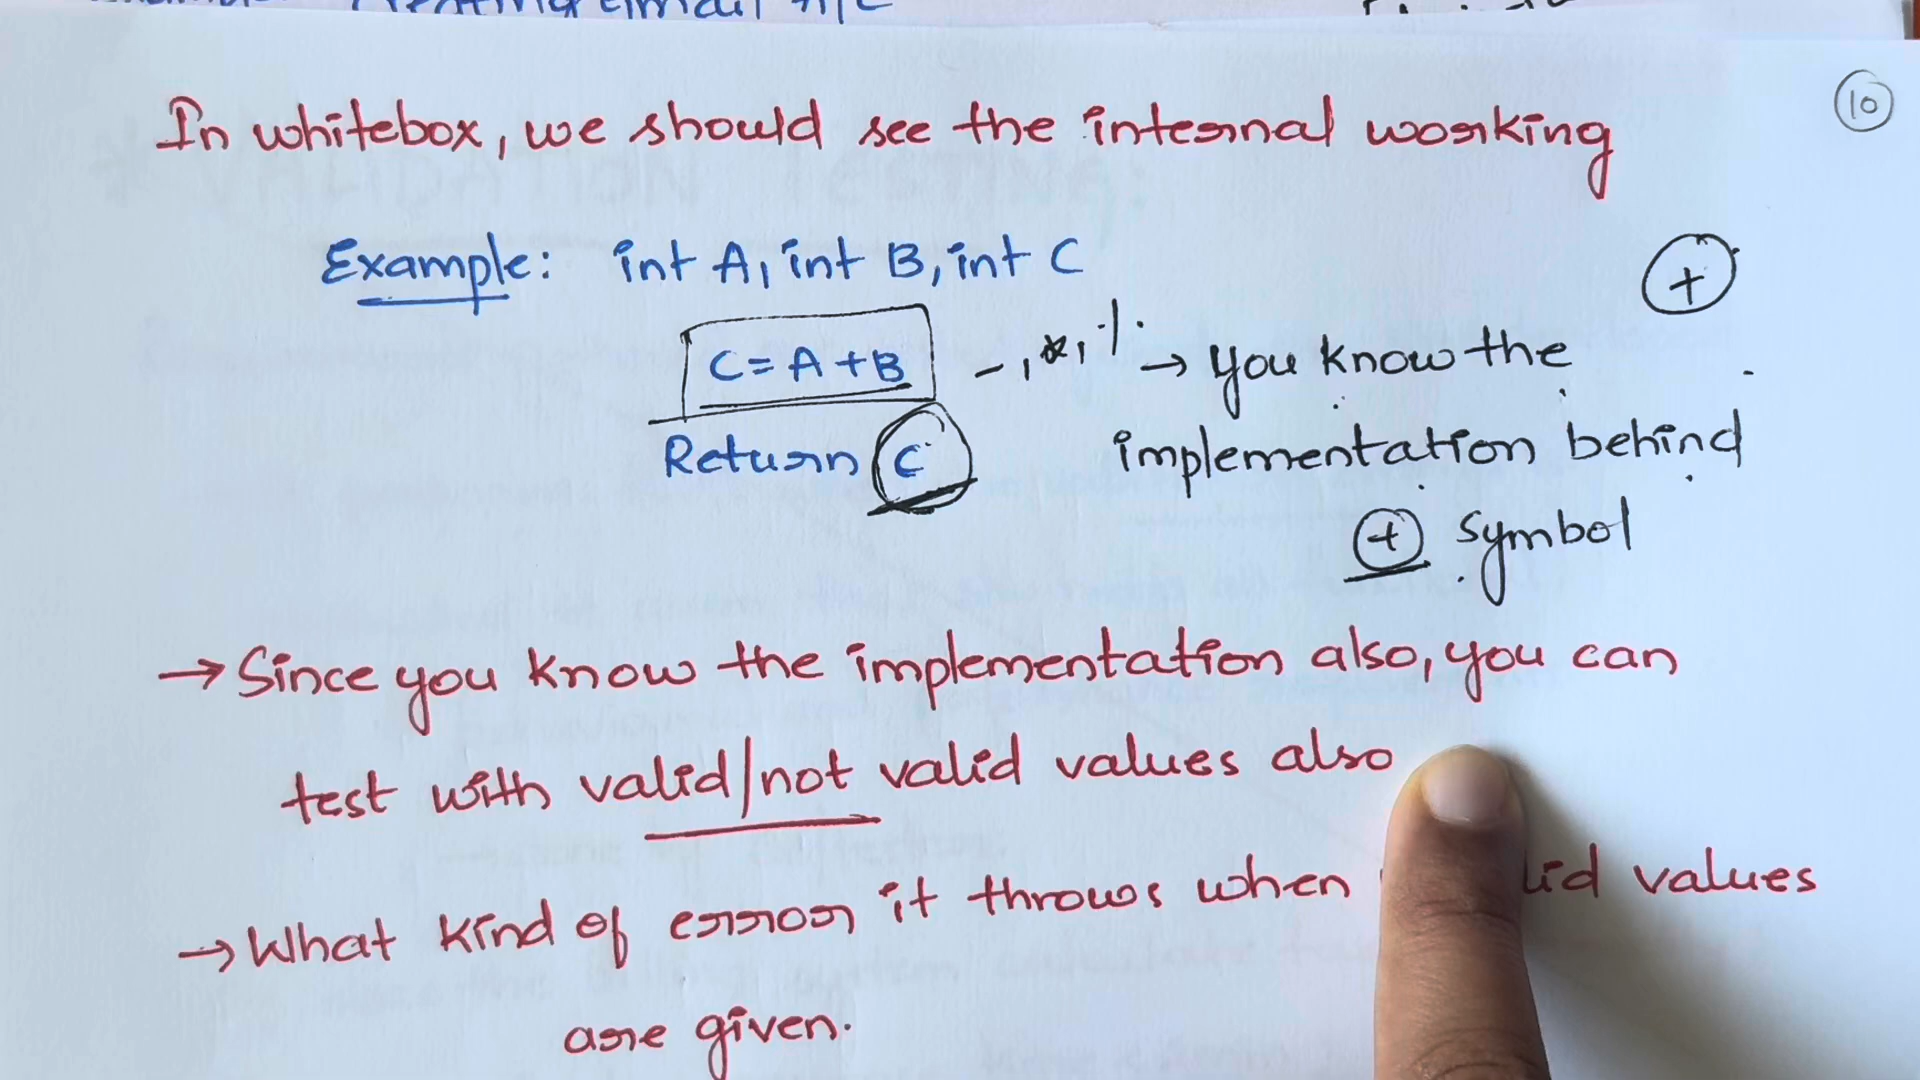 10
In whitebox, we should see the internal working
Example: int A, int B, int C
+
C = A + B -, *, % → you know the
Return C implementation behind
+ symbol
→ Since you know the implementation also, you can
test with valid/not valid values also
→ What kind of error it throws when values
are given.